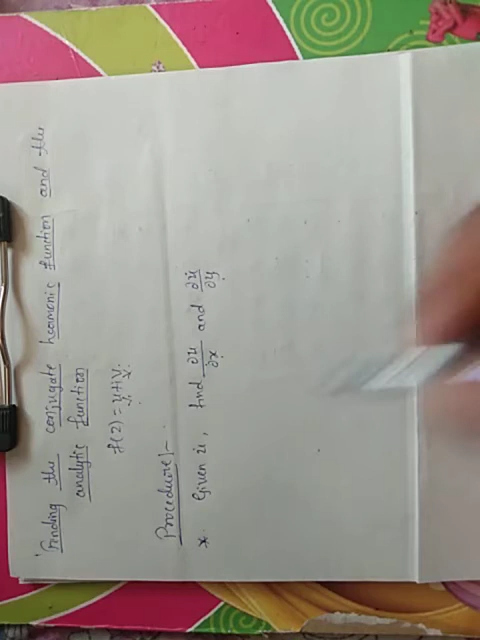 Finding the conjugate harmonic function and the
analytic function
f(z) = u+iv.
Procedure:-
* Given u, find ∂u/∂x and ∂u/∂y